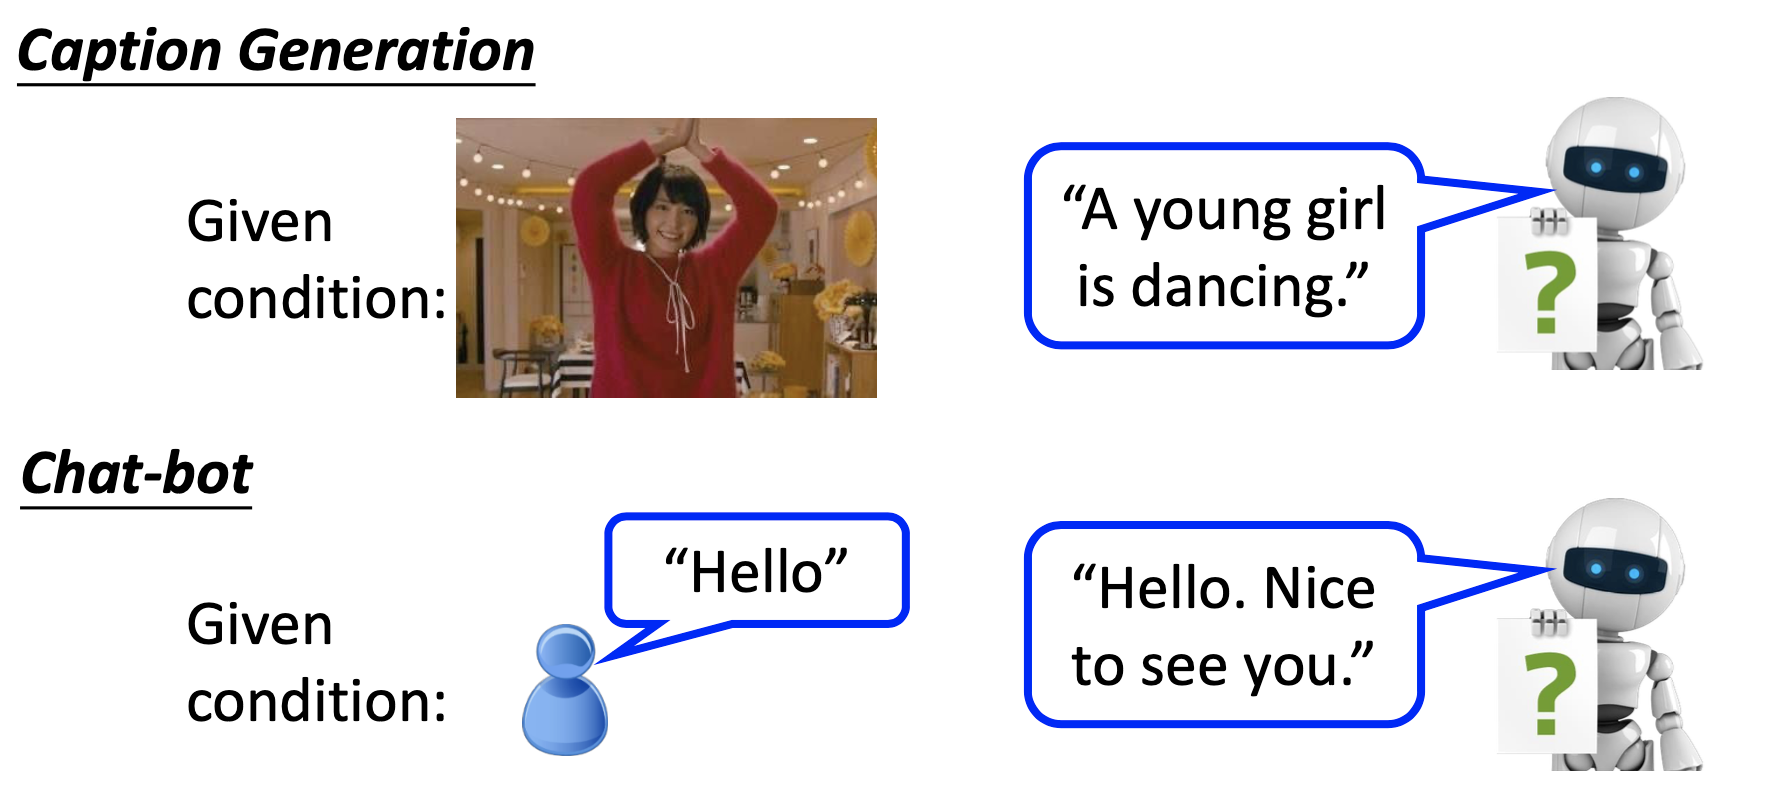 Caption Generation
Given
condition:
“A young girl
is dancing.”
?
Chat-bot
Given
condition:
“Hello”
“Hello. Nice
to see you.”
?